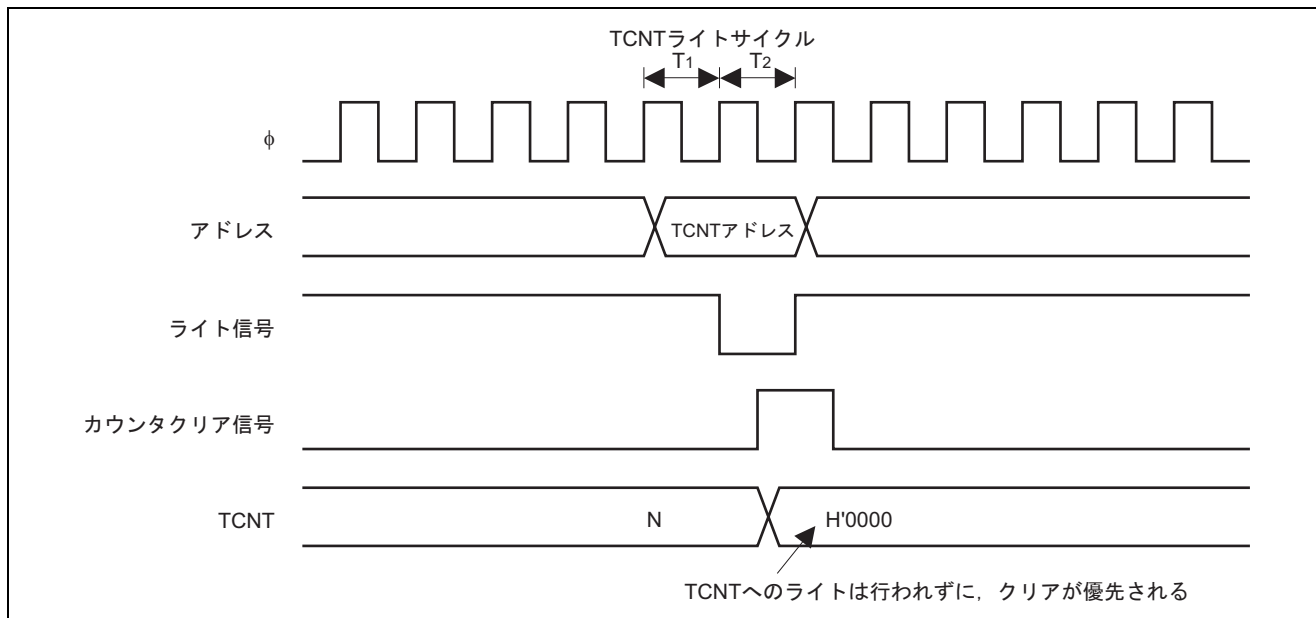 TCNTライトサイクル
T1 T2
φ
アドレス
TCNTアドレス
ライト信号
カウンタクリア信号
TCNT
N
H'0000
TCNTへのライトは行われずに，クリアが優先される